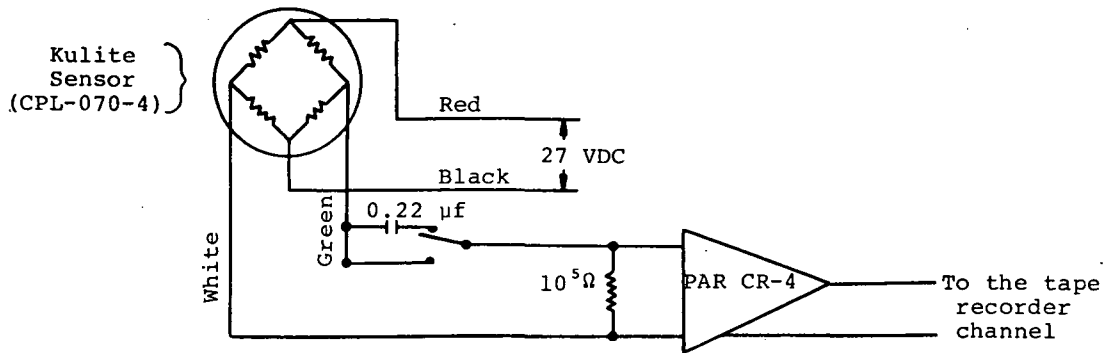 Kulite
Sensor
(CPL-070-4)
Red
27 VDC
Black
0.22 μf
Green
White
10⁵Ω
PAR CR-4
To the tape
recorder
channel